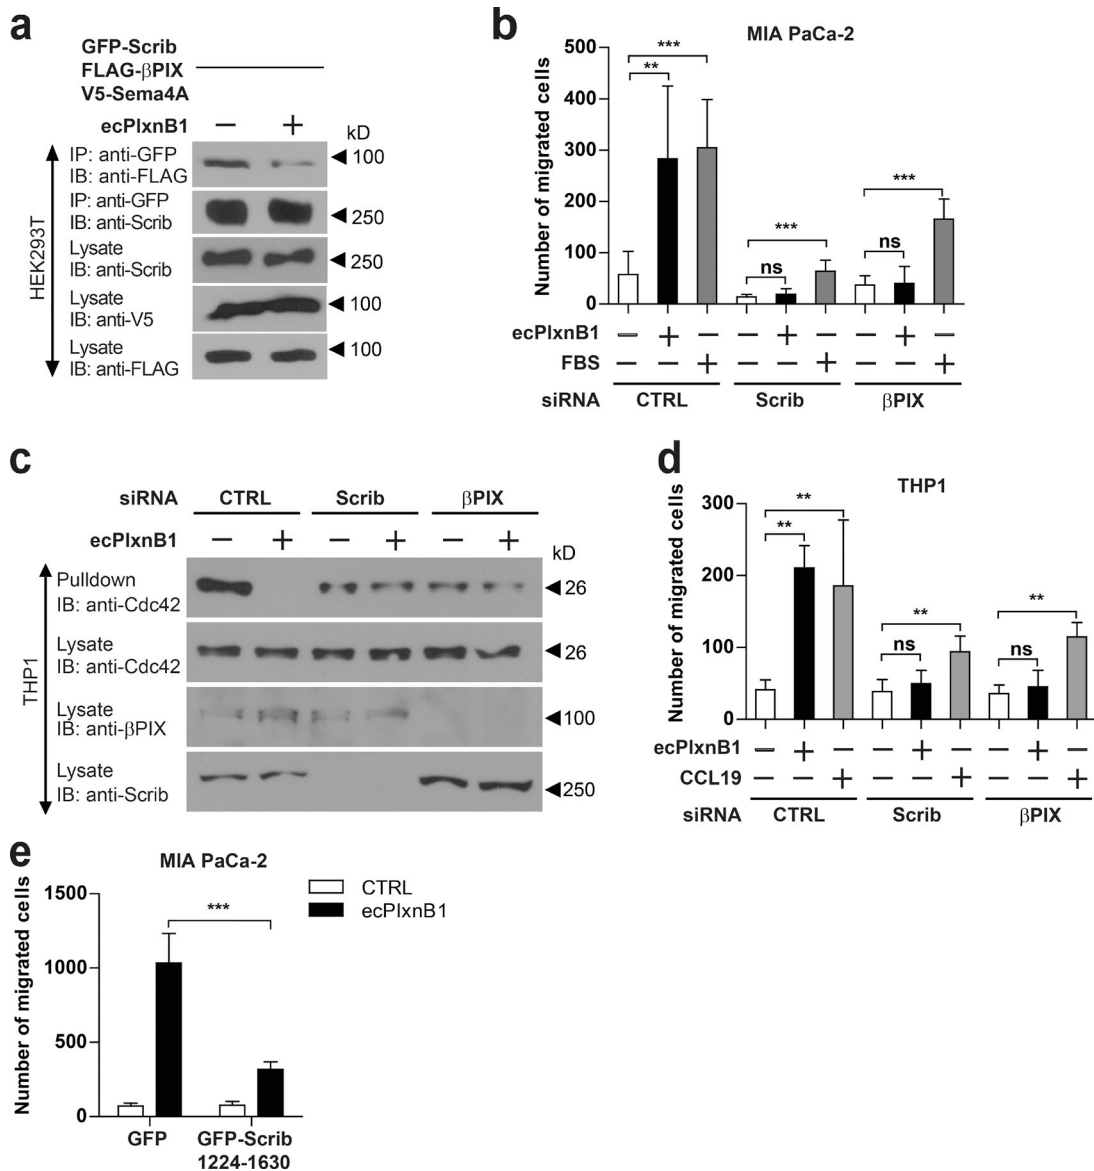 a
GFP-Scrib
FLAG-βPIX
V5-Sema4A
ecPlxnB1 − +
kD
HEK293T
IP: anti-GFP
IB: anti-FLAG
100
IP: anti-GFP
IB: anti-Scrib
250
Lysate
IB: anti-Scrib
250
Lysate
IB: anti-V5
100
Lysate
IB: anti-FLAG
100
b
MIA PaCa-2
Number of migrated cells
500
400
300
200
100
0
*** ** *** ns *** ns
ecPlxnB1 − + − − + − − + −
FBS − − + − − + − − +
siRNA CTRL Scrib βPIX
c
siRNA CTRL Scrib βPIX
ecPlxnB1 − + − + − +
kD
THP1
Pulldown
IB: anti-Cdc42
26
Lysate
IB: anti-Cdc42
26
Lysate
IB: anti-βPIX
100
Lysate
IB: anti-Scrib
250
d
THP1
Number of migrated cells
300
200
100
0
** ** ** ns ** ns
ecPlxnB1 − + − − + − − + −
CCL19 − − + − − + − − +
siRNA CTRL Scrib βPIX
e
MIA PaCa-2
Number of migrated cells
1500
1000
500
0
***
CTRL
ecPlxnB1
GFP GFP-Scrib
1224-1630